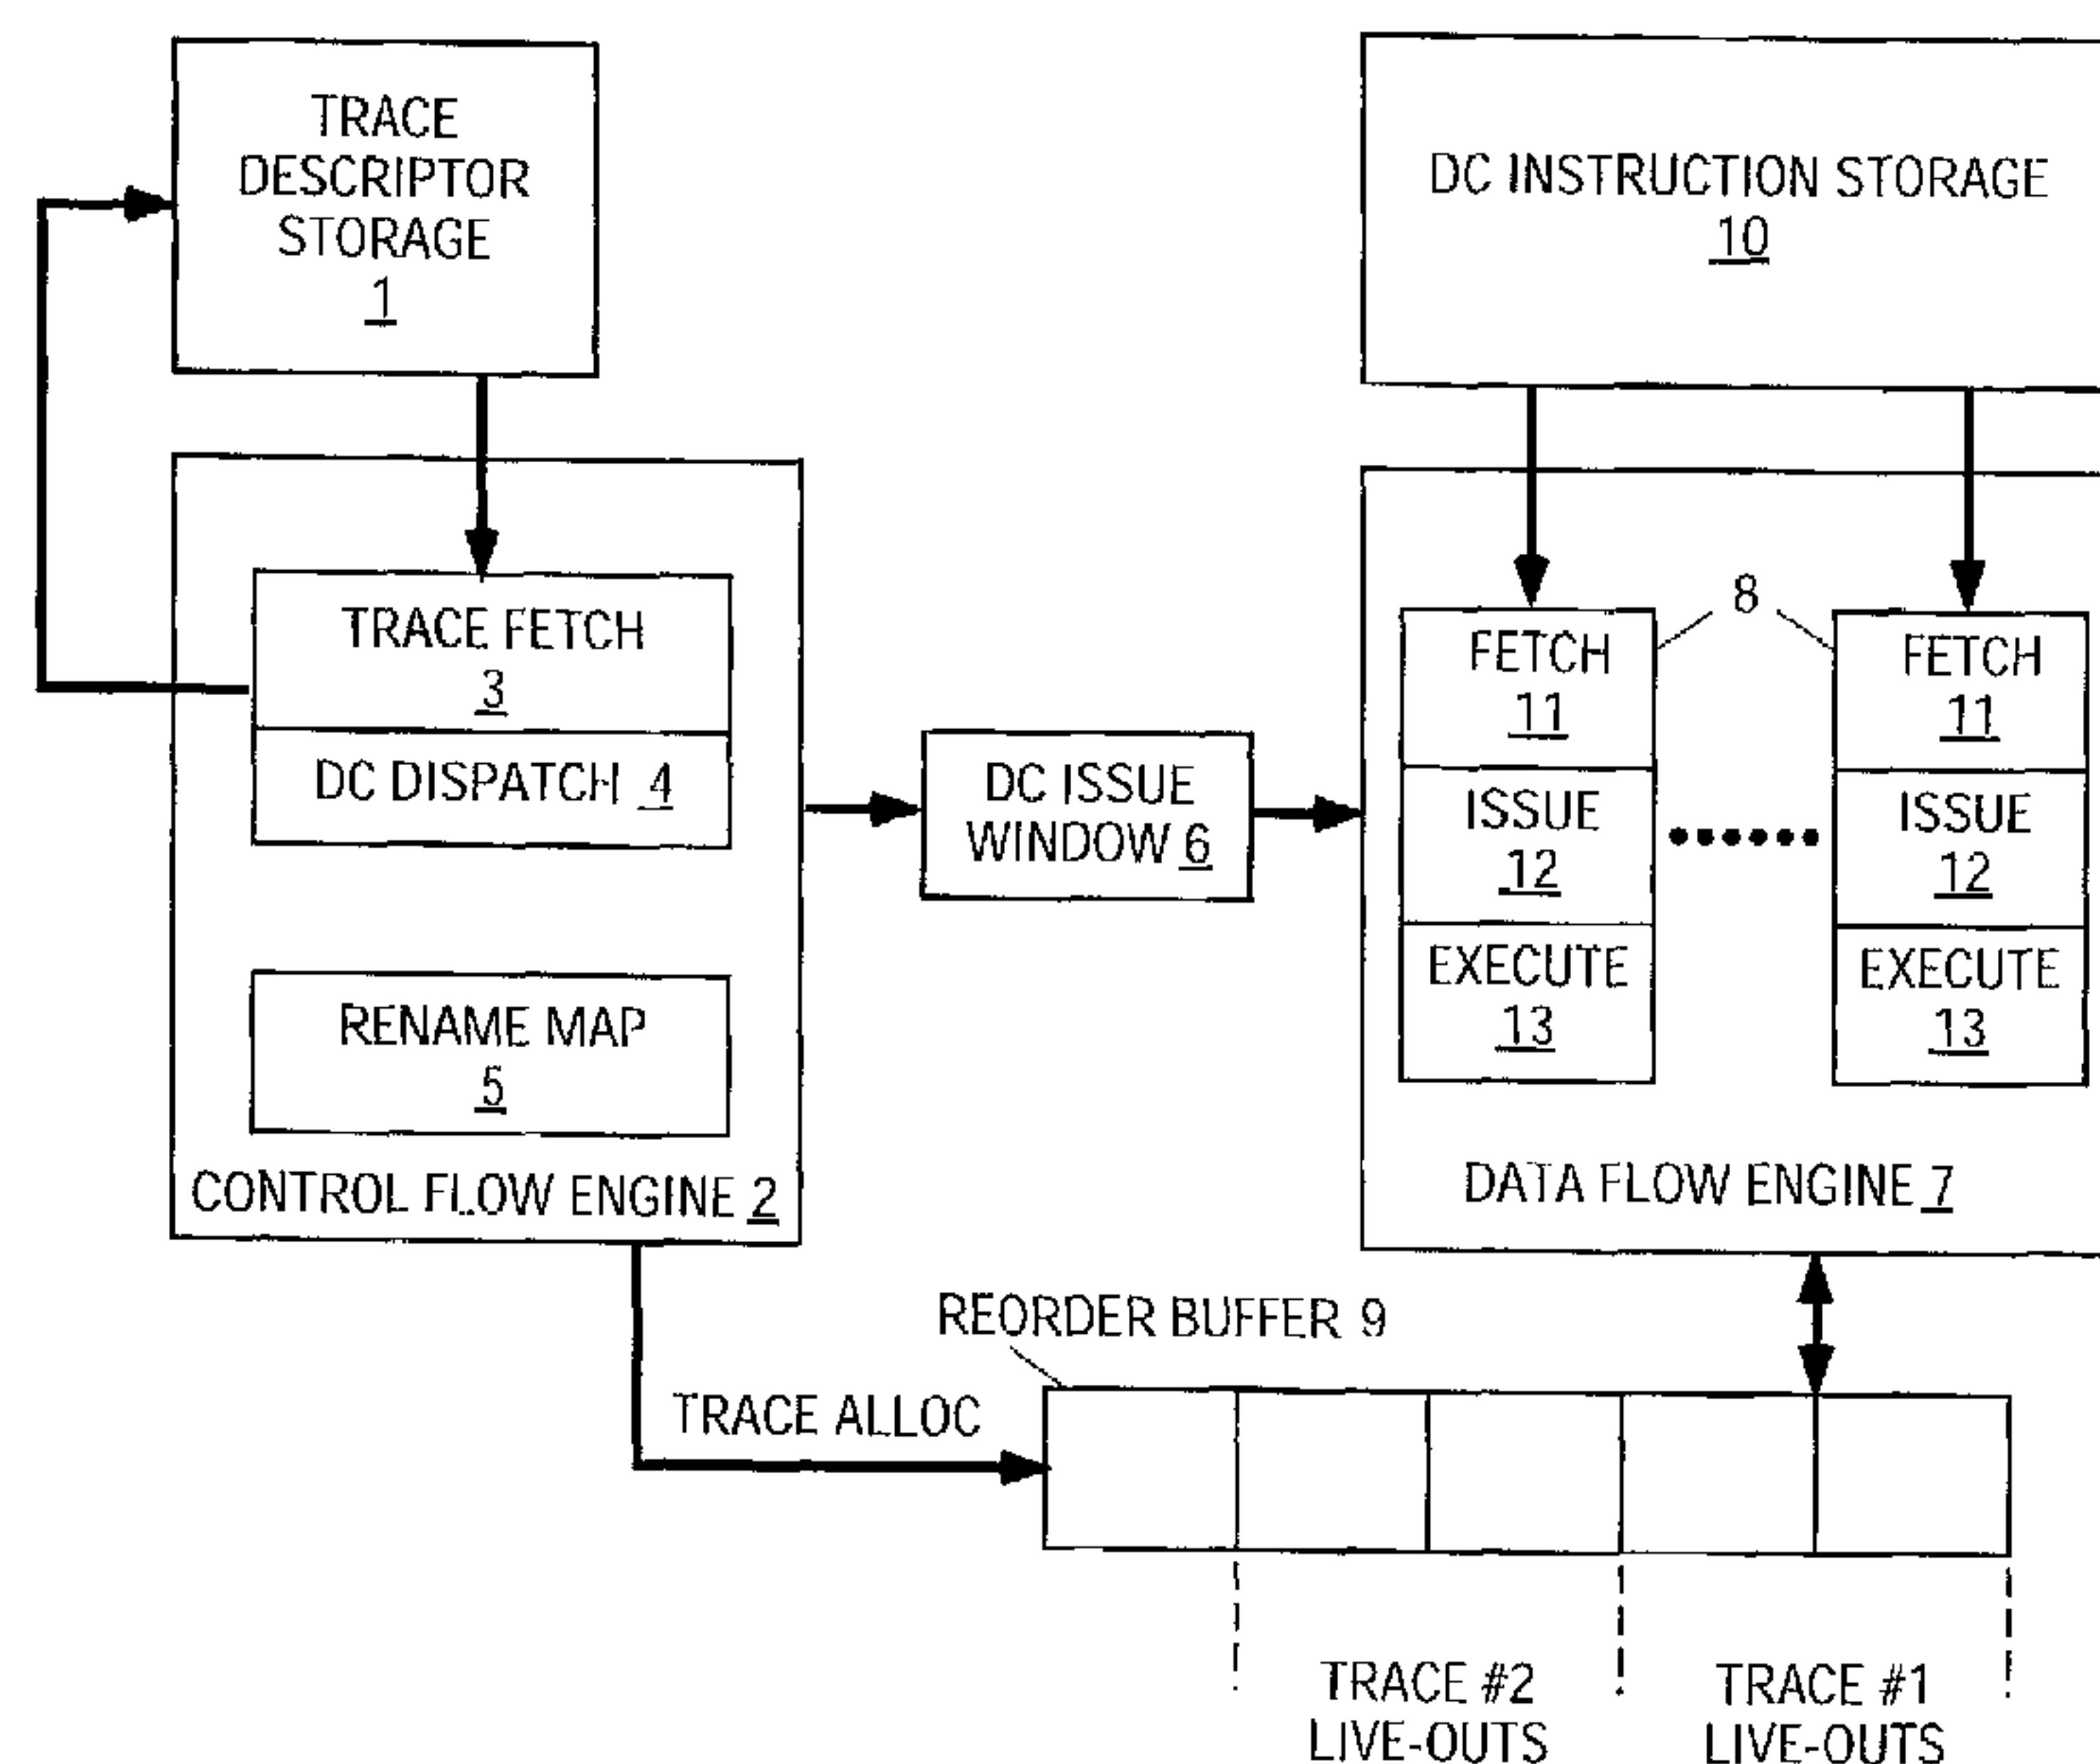 TRACE
DESCRIPTOR
STORAGE
1
DC INSTRUCTION STORAGE
10
TRACE FETCH
3
DC DISPATCH 4
RENAME MAP
5
CONTROL FLOW ENGINE 2
DC ISSUE
WINDOW 6
8
FETCH
11
ISSUE
12
EXECUTE
13
FETCH
11
ISSUE
12
EXECUTE
13
DATA FLOW ENGINE 7
REORDER BUFFER 9
TRACE ALLOC
TRACE #2
LIVE-OUTS
TRACE #1
LIVE-OUTS